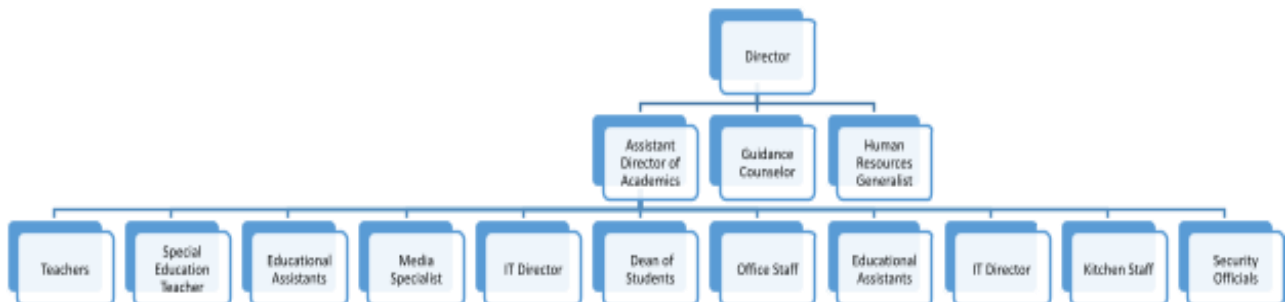 Director
Assistant
Director of
Academics
Guidance
Counselor
Human
Resources
Generalist
Teachers
Special
Education
Teacher
Educational
Assistants
Media
Specialist
IT Director
Dean of
Students
Office Staff
Educational
Assistants
IT Director
Kitchen Staff
Security
Officials